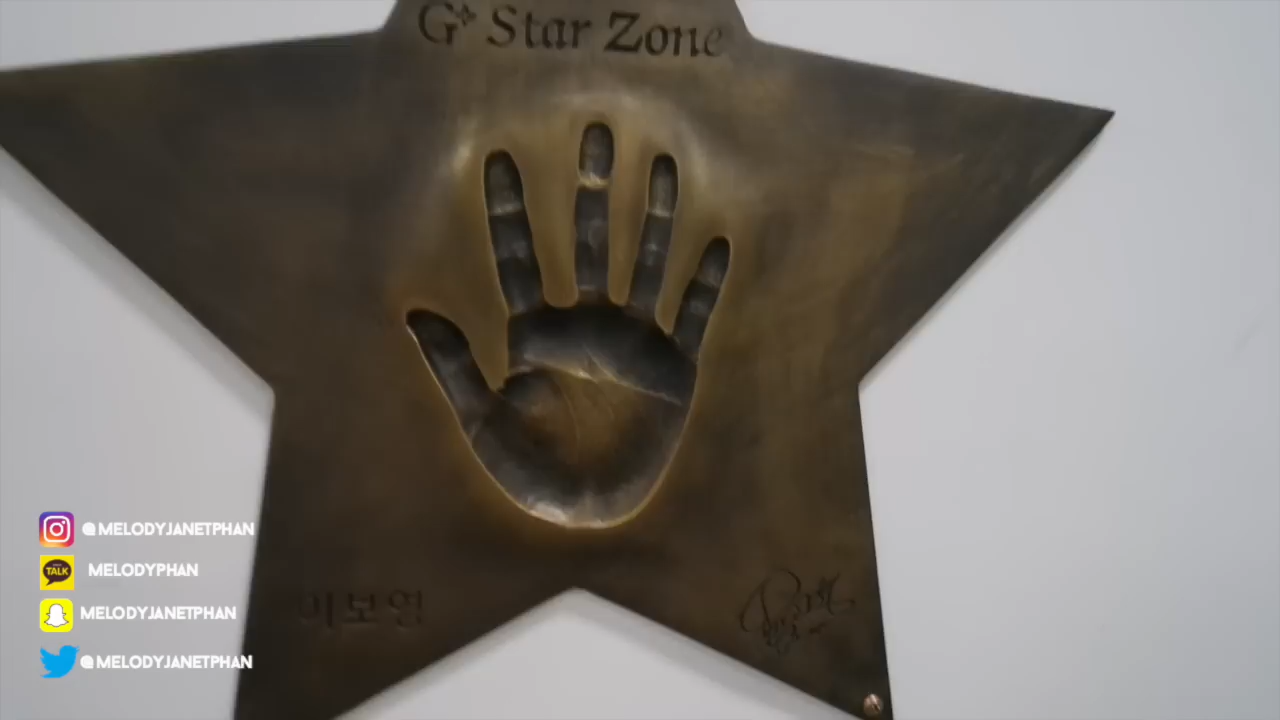 G+ Star Zone
@MELODYJANETPHAN
TALK
MELODYPHAN
이보영
MELODYJANETPHAN
@MELODYJANETPHAN